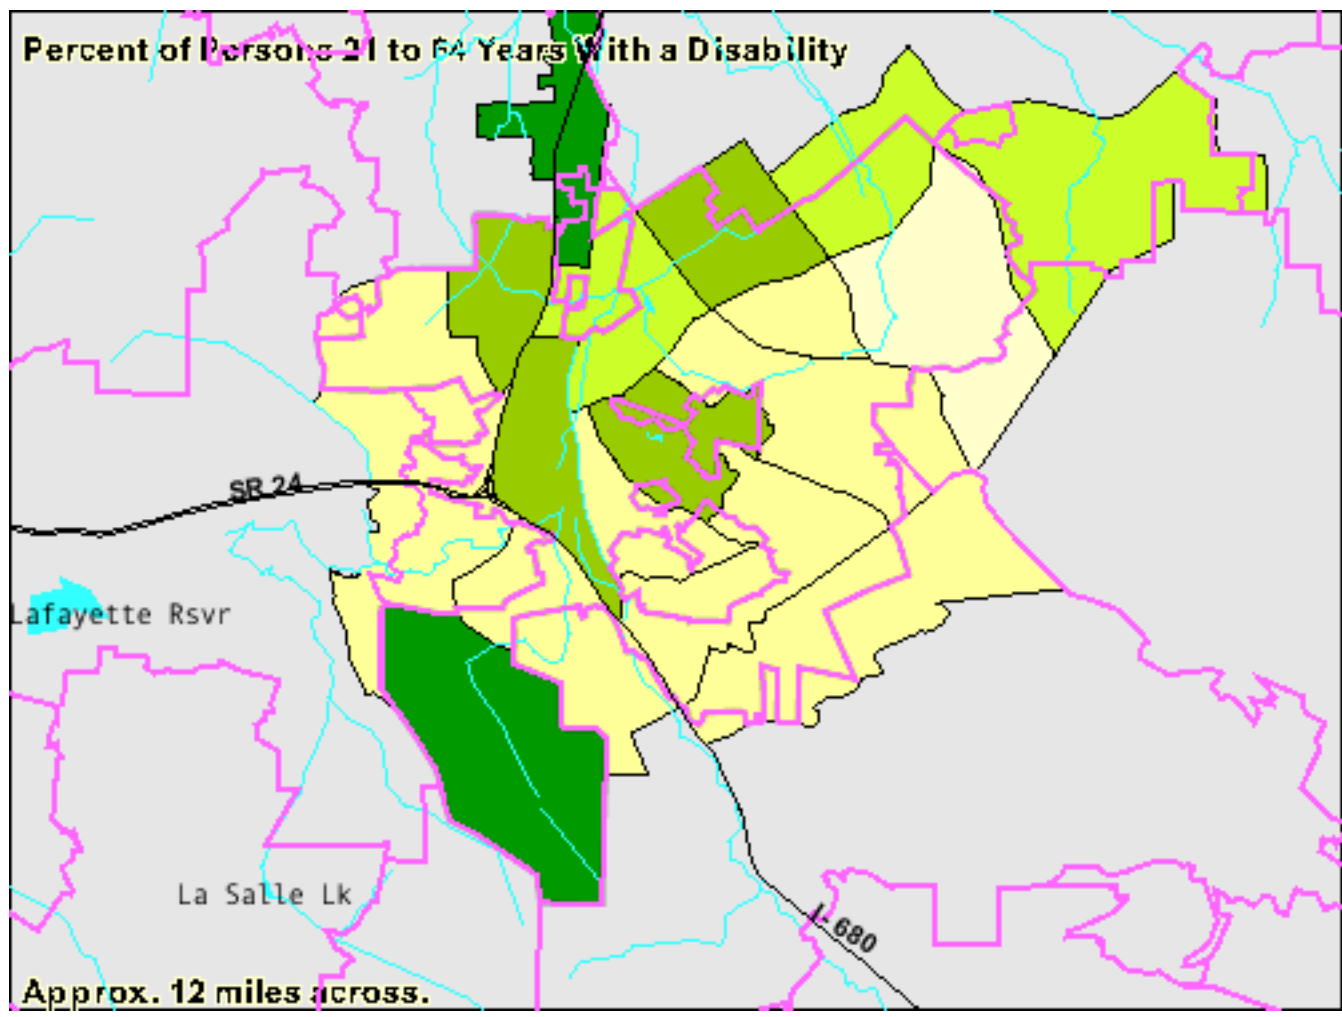 Percent of Persons 21 to 64 Years With a Disability
SR 24
Lafayette Rsvr
La Salle Lk
I-680
Approx. 12 miles across.